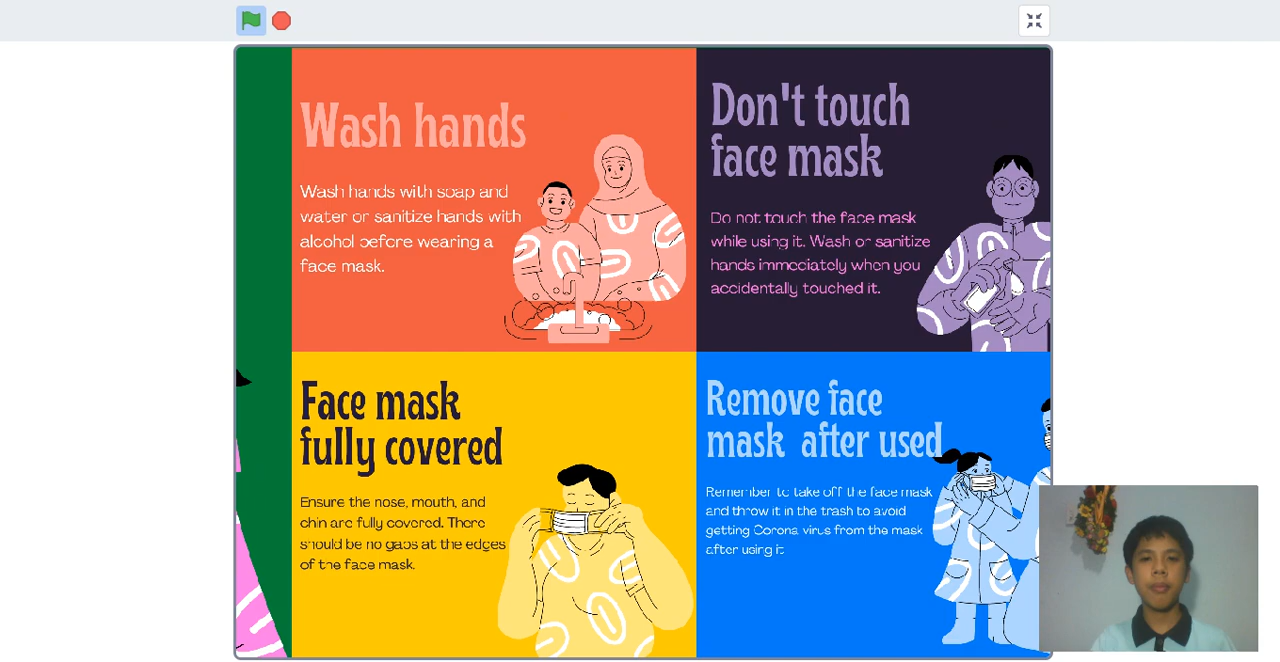 Wash hands
Wash hands with soap and
water or sanitize hands with
alcohol before wearing a
face mask.
Don't touch
face mask
Do not touch the face mask
while using it. Wash or sanitize
hands immediately when you
accidentally touched it.
Face mask
fully covered
Ensure the nose, mouth, and
chin are fully covered. There
should be no gaps at the edges
of the face mask.
Remove face
mask after used
Remember to take off the face mask
and throw it in the trash to avoid
getting Corona virus from the mask
after using it